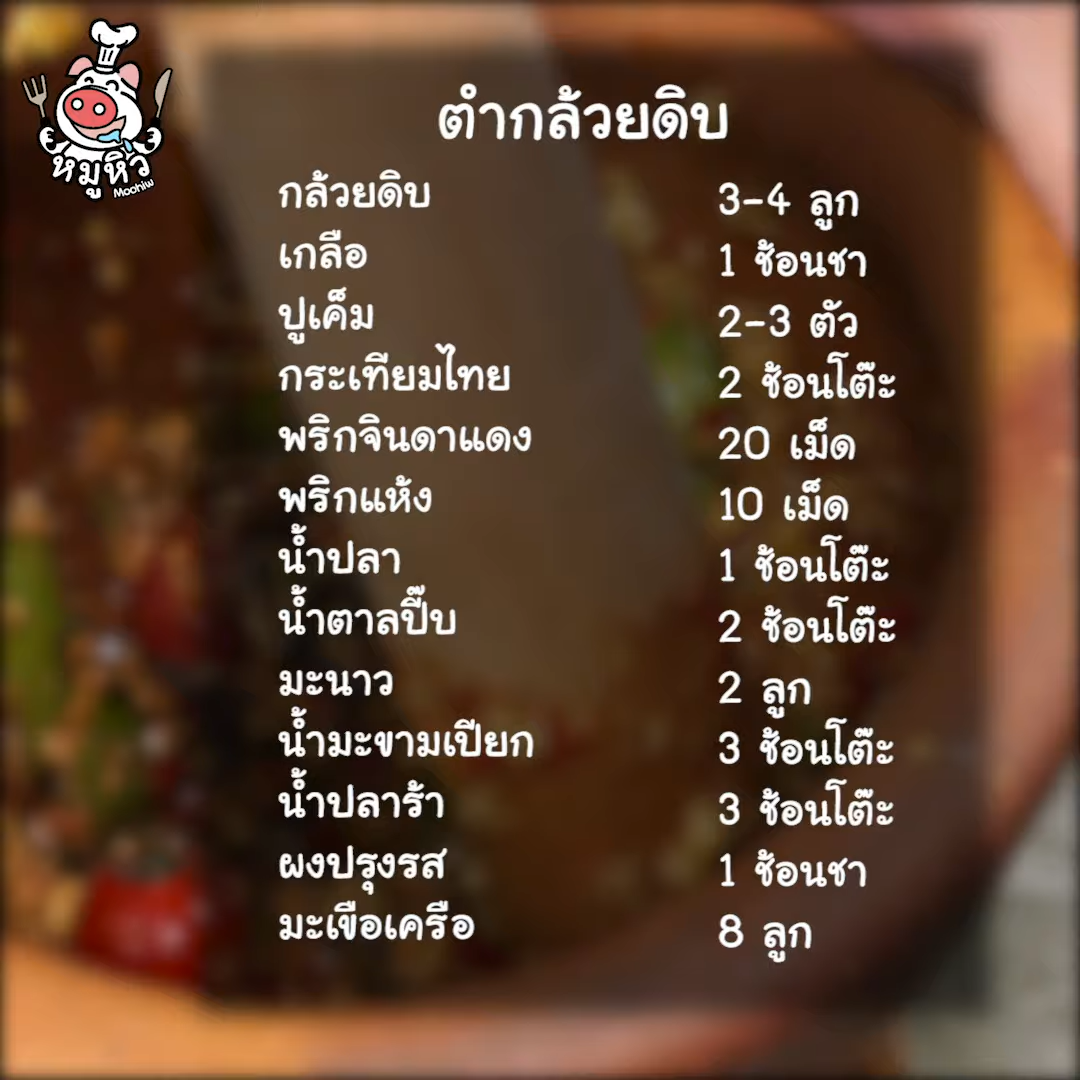 หมูหิว
Moohiw
ตำกล้วยดิบ
กล้วยดิบ 3-4 ลูก
เกลือ 1 ช้อนชา
ปูเค็ม 2-3 ตัว
กระเทียมไทย 2 ช้อนโต๊ะ
พริกจินดาแดง 20 เม็ด
พริกแห้ง 10 เม็ด
น้ำปลา 1 ช้อนโต๊ะ
น้ำตาลปี๊บ 2 ช้อนโต๊ะ
มะนาว 2 ลูก
น้ำมะขามเปียก 3 ช้อนโต๊ะ
น้ำปลาร้า 3 ช้อนโต๊ะ
ผงปรุงรส 1 ช้อนชา
มะเขือเครือ 8 ลูก